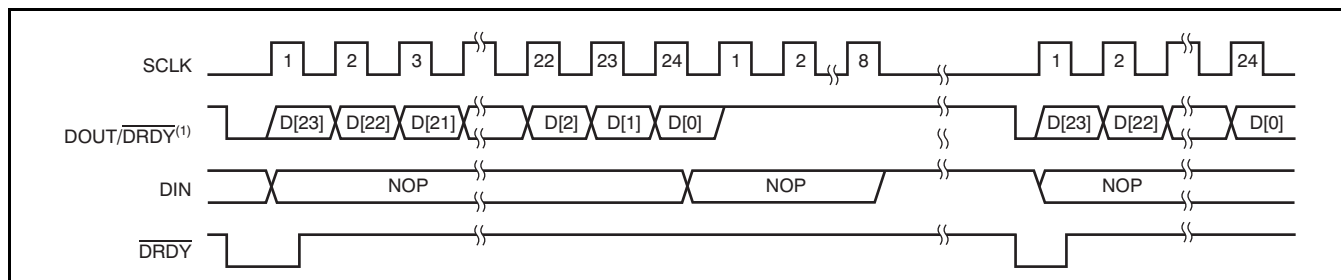 SCLK 1 2 3 22 23 24 1 2 8 1 2 24
DOUT/DRDY(1) D[23] D[22] D[21] D[2] D[1] D[0] D[23] D[22] D[0]
DIN NOP NOP NOP
DRDY